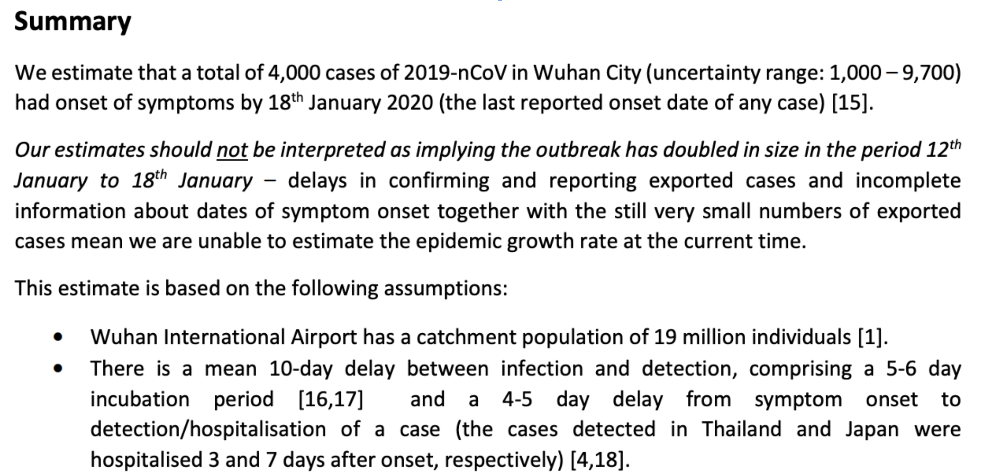 Summary
We estimate that a total of 4,000 cases of 2019-nCoV in Wuhan City (uncertainty range: 1,000 – 9,700)
had onset of symptoms by 18th January 2020 (the last reported onset date of any case) [15].
Our estimates should not be interpreted as implying the outbreak has doubled in size in the period 12th
January to 18th January – delays in confirming and reporting exported cases and incomplete
information about dates of symptom onset together with the still very small numbers of exported
cases mean we are unable to estimate the epidemic growth rate at the current time.
This estimate is based on the following assumptions:
• Wuhan International Airport has a catchment population of 19 million individuals [1].
• There is a mean 10-day delay between infection and detection, comprising a 5-6 day
incubation period [16,17] and a 4-5 day delay from symptom onset to
detection/hospitalisation of a case (the cases detected in Thailand and Japan were
hospitalised 3 and 7 days after onset, respectively) [4,18].